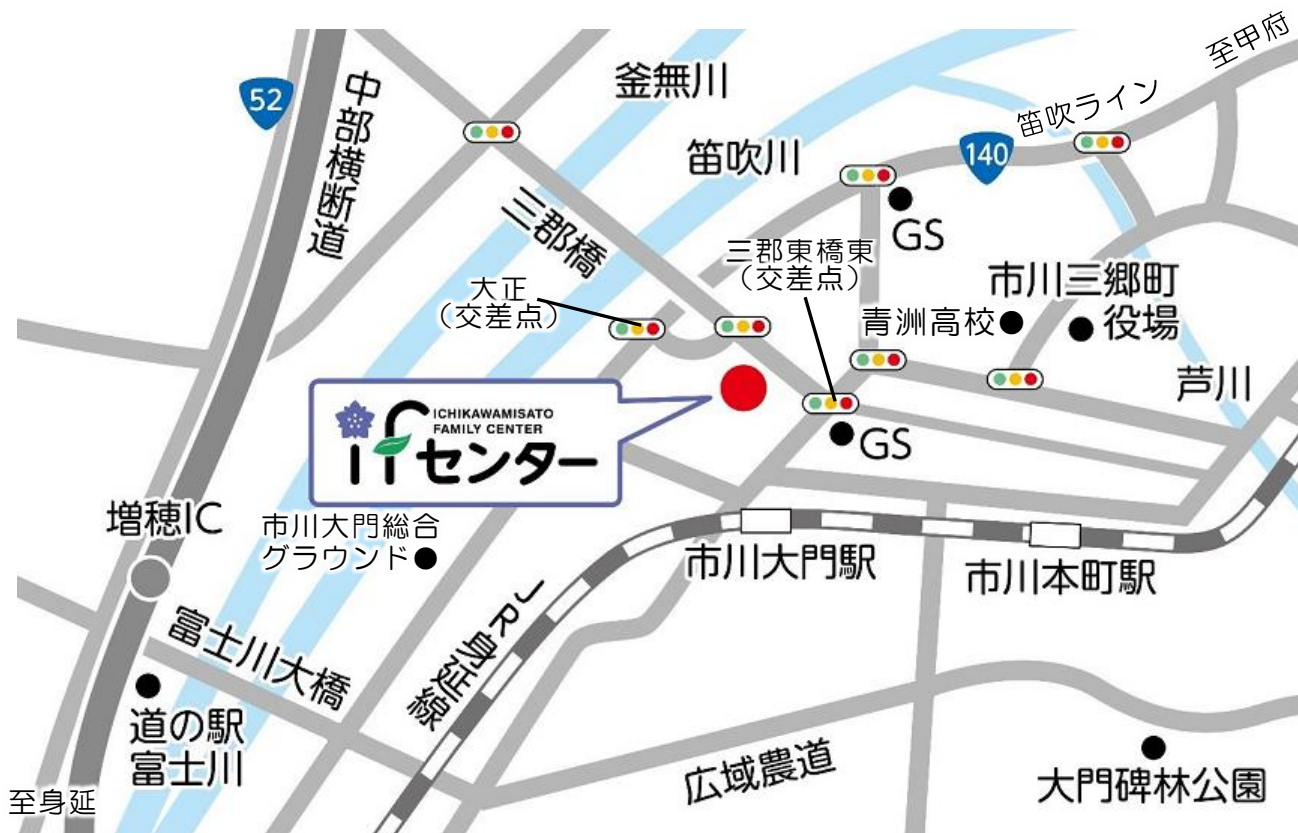 至甲府
笛吹ライン
140
52
中部横断道
釜無川
笛吹川
三郡橋
GS
三郡東橋東
(交差点)
大正
(交差点)
市川三郷町
役場
青洲高校
芦川
ICHIKAWAMISATO
FAMILY CENTER
ifセンター
GS
増穂IC
市川大門総合
グラウンド
市川大門駅
市川本町駅
JR身延線
富士川大橋
道の駅
富士川
広域農道
大門碑林公園
至身延